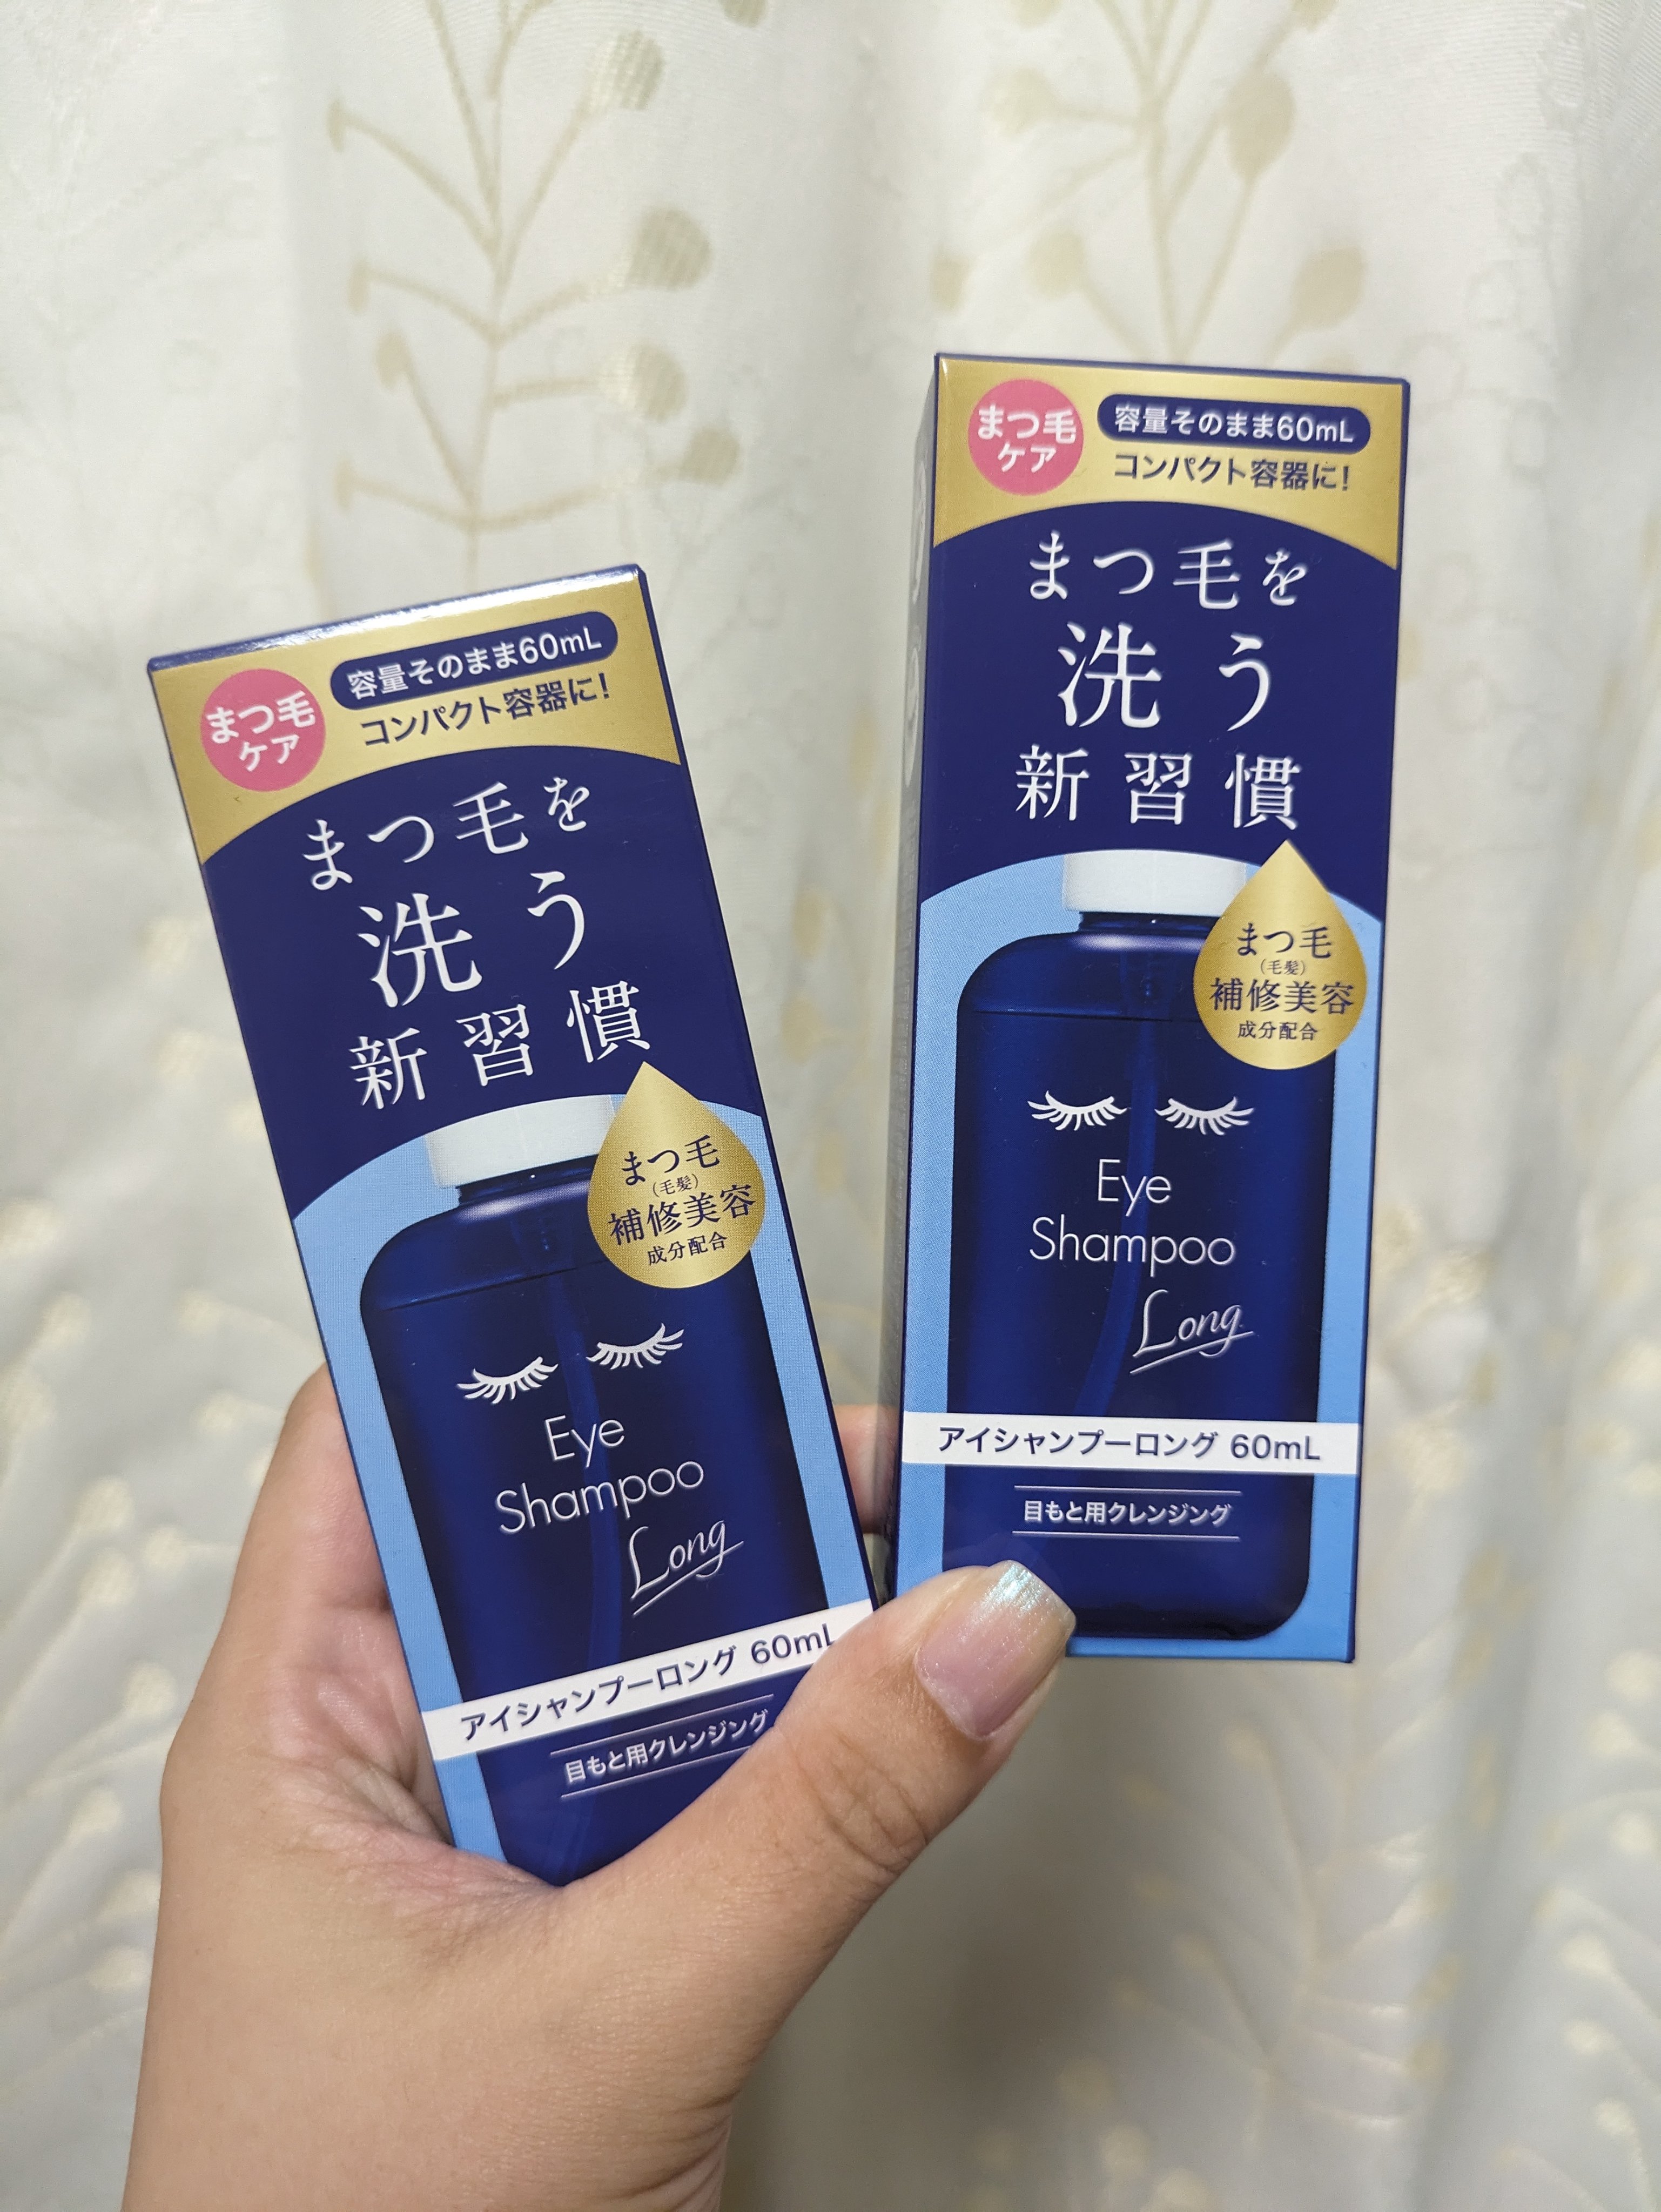 まつ毛
ケア
容量そのまま60mL
コンパクト容器に!
まつ毛を
洗う
新習慣
まつ毛
(毛髪)
補修美容
成分配合
Eye
Shampoo
Long
アイシャンプーロング 60mL
目もと用クレンジング
まつ毛
ケア
容量そのまま60mL
コンパクト容器に!
まつ毛を
洗う
新習慣
まつ毛
(毛髪)
補修美容
成分配合
Eye
Shampoo
Long
アイシャンプーロング 60mL
目もと用クレンジング